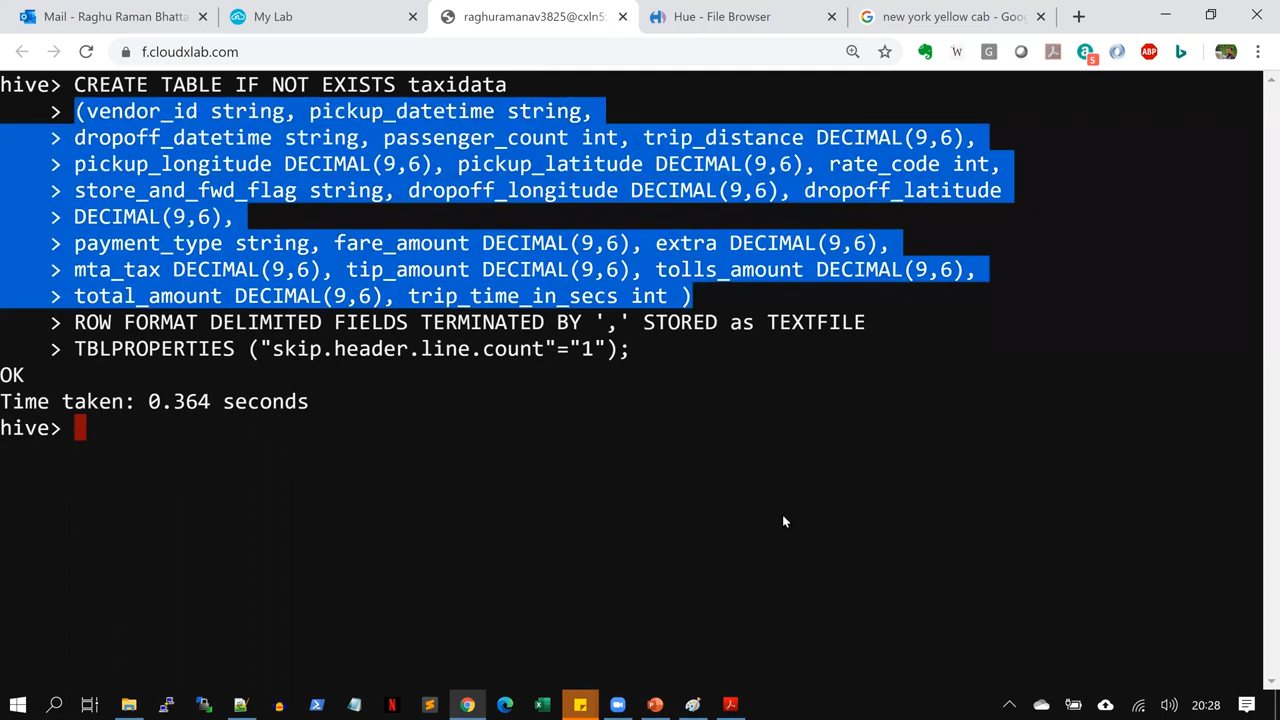 Mail - Raghu Raman Bhatta
My Lab
raghuramanav3825@cxln5
Hue - File Browser
new york yellow cab - Goo
f.cloudxlab.com
5
ABP
hive> CREATE TABLE IF NOT EXISTS taxidata
> (vendor_id string, pickup_datetime string,
> dropoff_datetime string, passenger_count int, trip_distance DECIMAL(9,6),
> pickup_longitude DECIMAL(9,6), pickup_latitude DECIMAL(9,6), rate_code int,
> store_and_fwd_flag string, dropoff_longitude DECIMAL(9,6), dropoff_latitude
> DECIMAL(9,6),
> payment_type string, fare_amount DECIMAL(9,6), extra DECIMAL(9,6),
> mta_tax DECIMAL(9,6), tip_amount DECIMAL(9,6), tolls_amount DECIMAL(9,6),
> total_amount DECIMAL(9,6), trip_time_in_secs int )
> ROW FORMAT DELIMITED FIELDS TERMINATED BY ',' STORED as TEXTFILE
> TBLPROPERTIES ("skip.header.line.count"="1");
OK
Time taken: 0.364 seconds
hive>
20:28